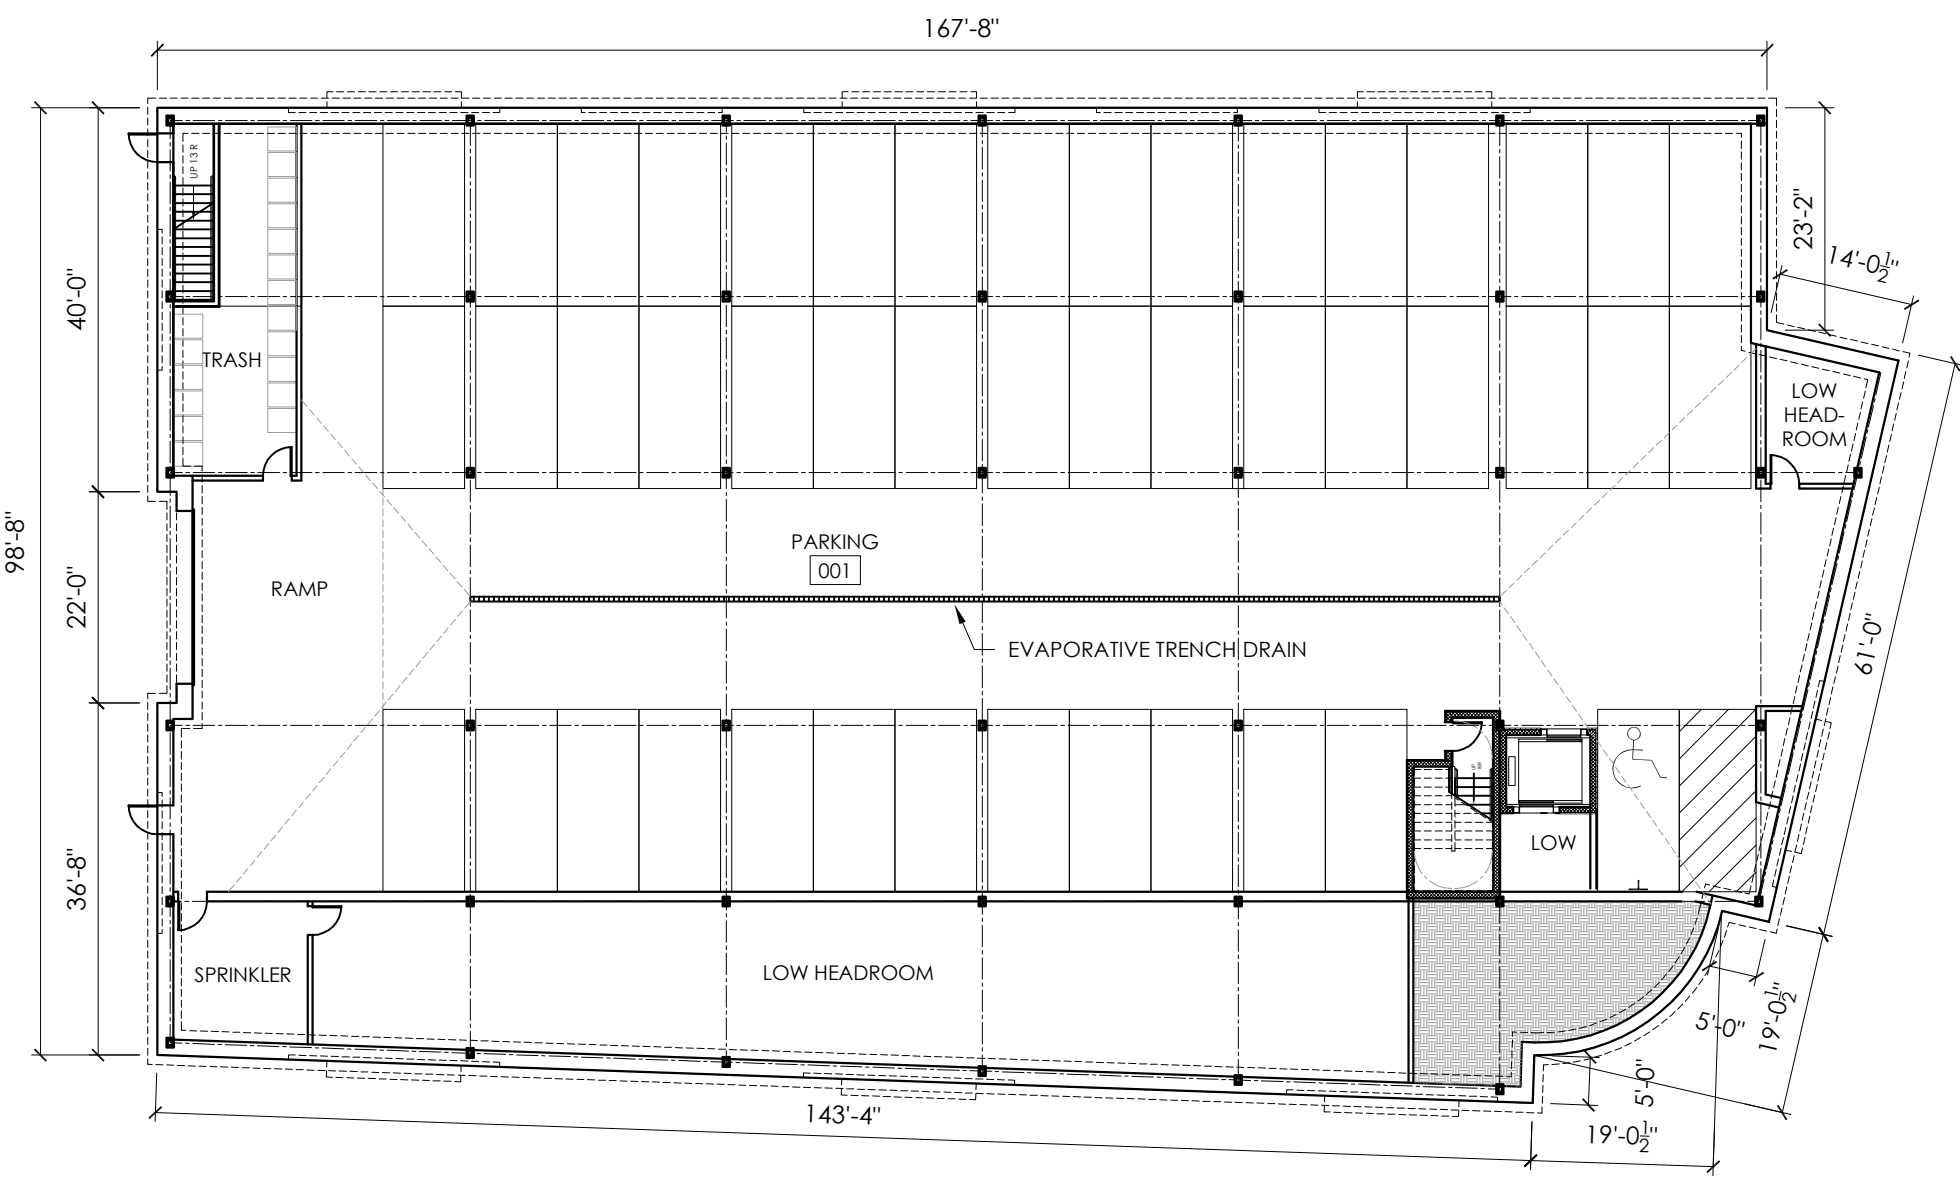 167'-8"
UP 13 R
23'-2"
14'-0½"
40'-0"
TRASH
LOW
HEAD-
ROOM
98'-8"
PARKING
001
22'-0"
RAMP
EVAPORATIVE TRENCH DRAIN
61'-0"
UP
LOW
36'-8"
SPRINKLER
LOW HEADROOM
5'-0"
19'-0½"
5'-0"
143'-4"
19'-0½"